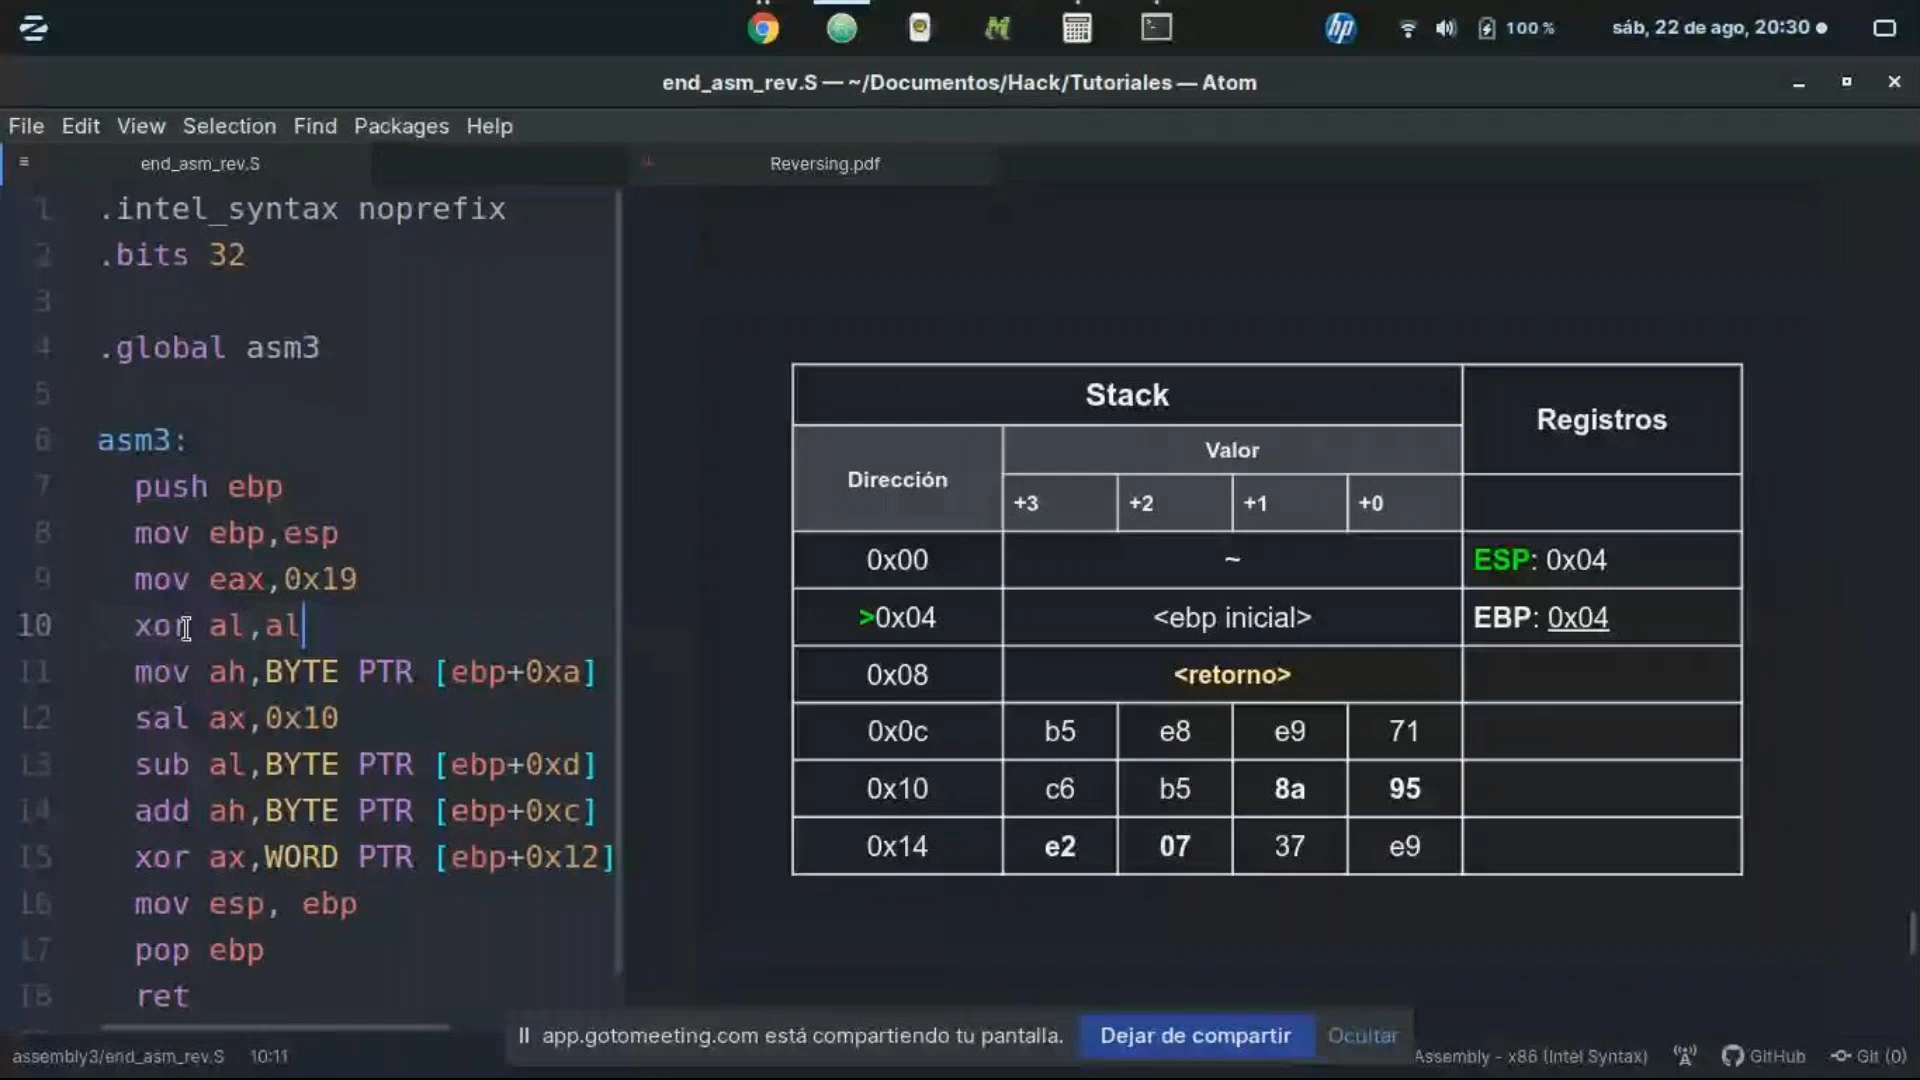 100 %
sáb, 22 de ago, 20:30
end_asm_rev.S — ~/Documentos/Hack/Tutoriales — Atom
File Edit View Selection Find Packages Help
end_asm_rev.S
Reversing.pdf
1 .intel_syntax noprefix
2 .bits 32
3
4 .global asm3
5
6 asm3:
7 push ebp
8 mov ebp,esp
9 mov eax,0x19
10 xor al,al
11 mov ah,BYTE PTR [ebp+0xa]
12 sal ax,0x10
13 sub al,BYTE PTR [ebp+0xd]
14 add ah,BYTE PTR [ebp+0xc]
15 xor ax,WORD PTR [ebp+0x12]
16 mov esp, ebp
17 pop ebp
18 ret
Stack
Registros
Dirección
Valor
+3 +2 +1 +0
0x00 ~ ESP: 0x04
>0x04 <ebp inicial> EBP: 0x04
0x08 <retorno>
0x0c b5 e8 e9 71
0x10 c6 b5 8a 95
0x14 e2 07 37 e9
app.gotomeeting.com está compartiendo tu pantalla. Dejar de compartir Ocultar
assembly3/end_asm_rev.S 10:11
Assembly - x86 (Intel Syntax) GitHub Git (0)